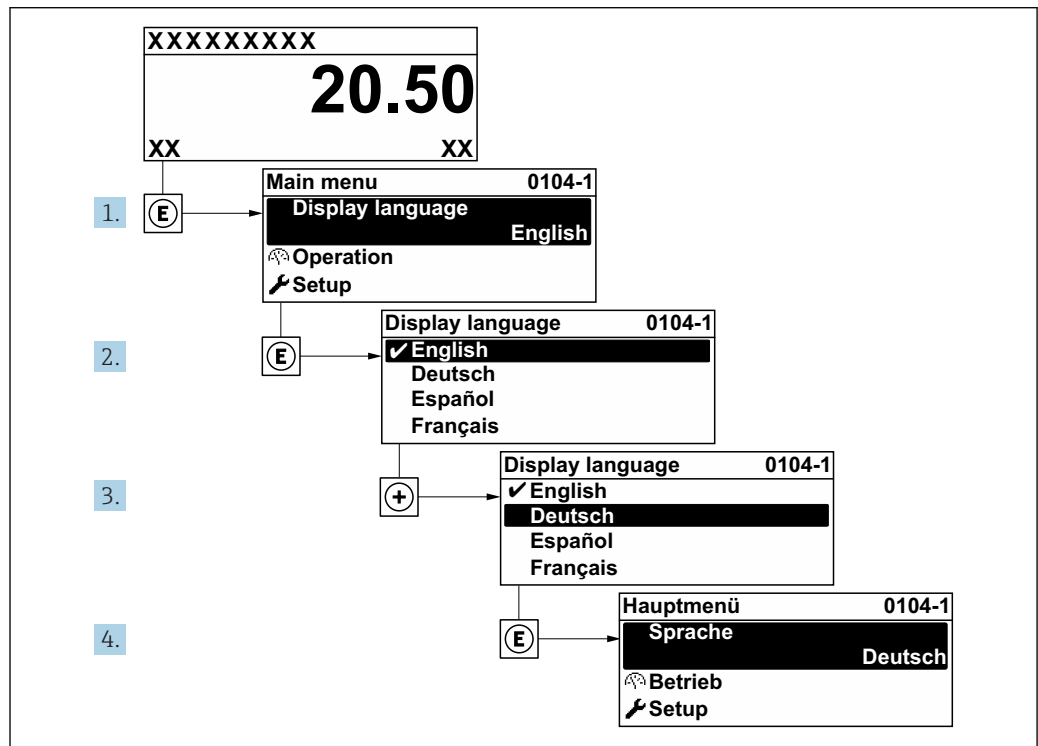 XXXXXXXXX
20.50
XX XX
1. E
Main menu 0104-1
Display language
English
Operation
Setup
2. E
Display language 0104-1
✔English
Deutsch
Español
Français
3. +
Display language 0104-1
✔English
Deutsch
Español
Français
4. E
Hauptmenü 0104-1
Sprache
Deutsch
Betrieb
Setup